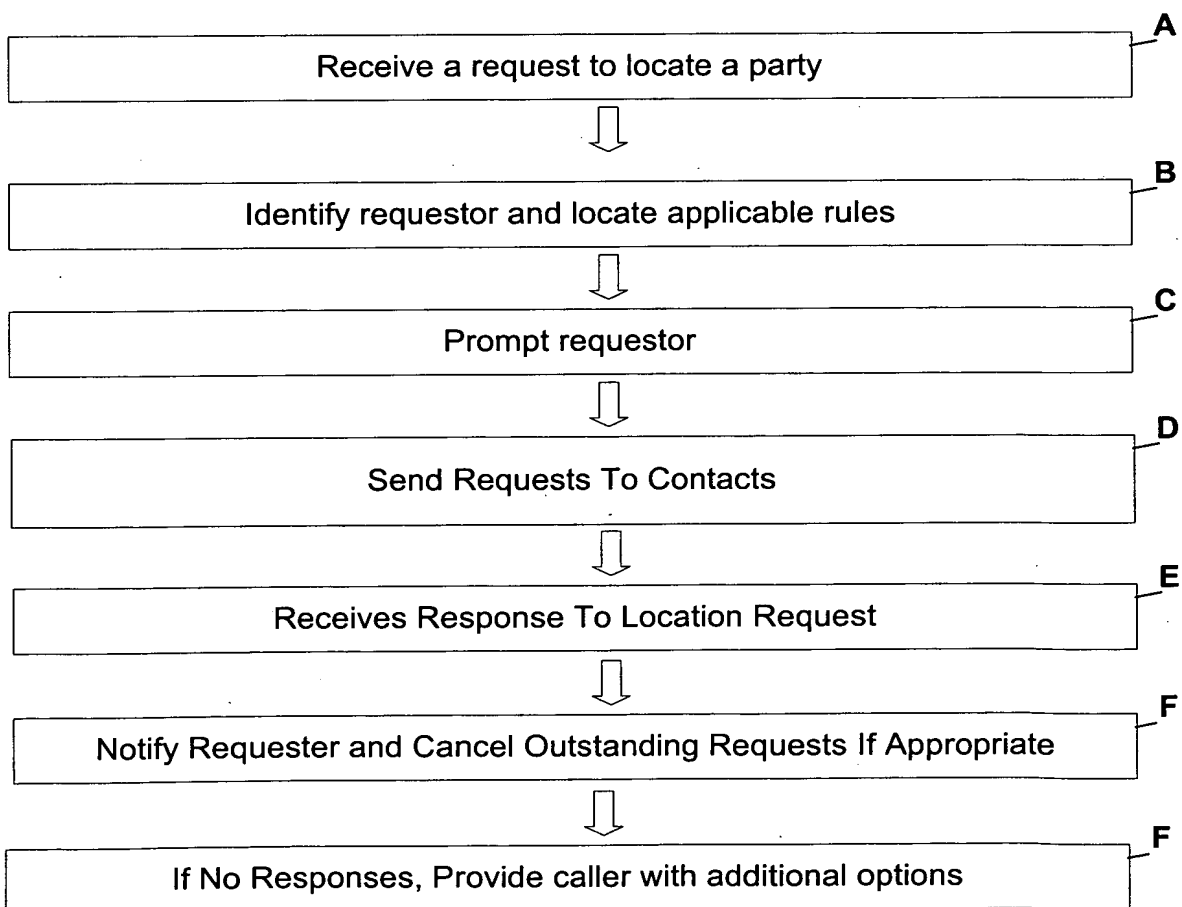 A
Receive a request to locate a party
B
Identify requestor and locate applicable rules
C
Prompt requestor
D
Send Requests To Contacts
E
Receives Response To Location Request
F
Notify Requester and Cancel Outstanding Requests If Appropriate
F
If No Responses, Provide caller with additional options